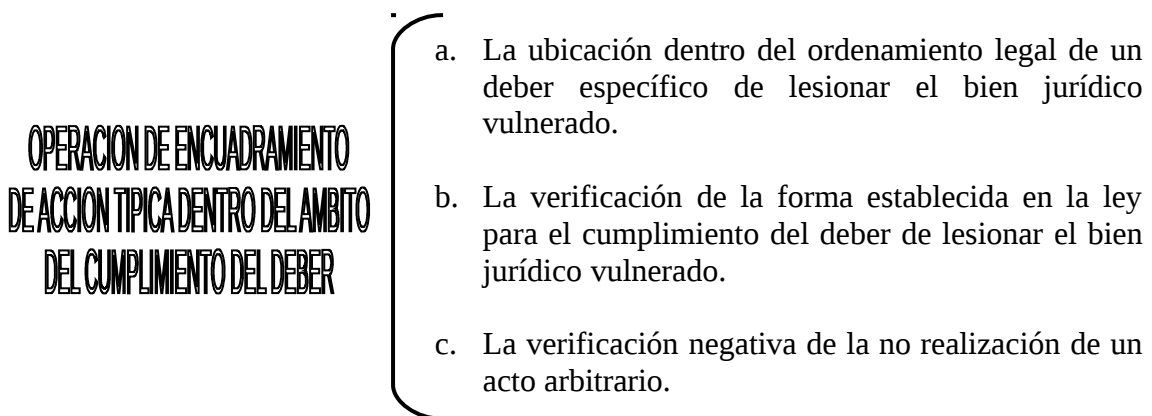 OPERACION DE ENCUADRAMIENTO
DE ACCION TIPICA DENTRO DEL AMBITO
DEL CUMPLIMIENTO DEL DEBER
a. La ubicación dentro del ordenamiento legal de un
deber específico de lesionar el bien jurídico
vulnerado.
b. La verificación de la forma establecida en la ley
para el cumplimiento del deber de lesionar el bien
jurídico vulnerado.
c. La verificación negativa de la no realización de un
acto arbitrario.